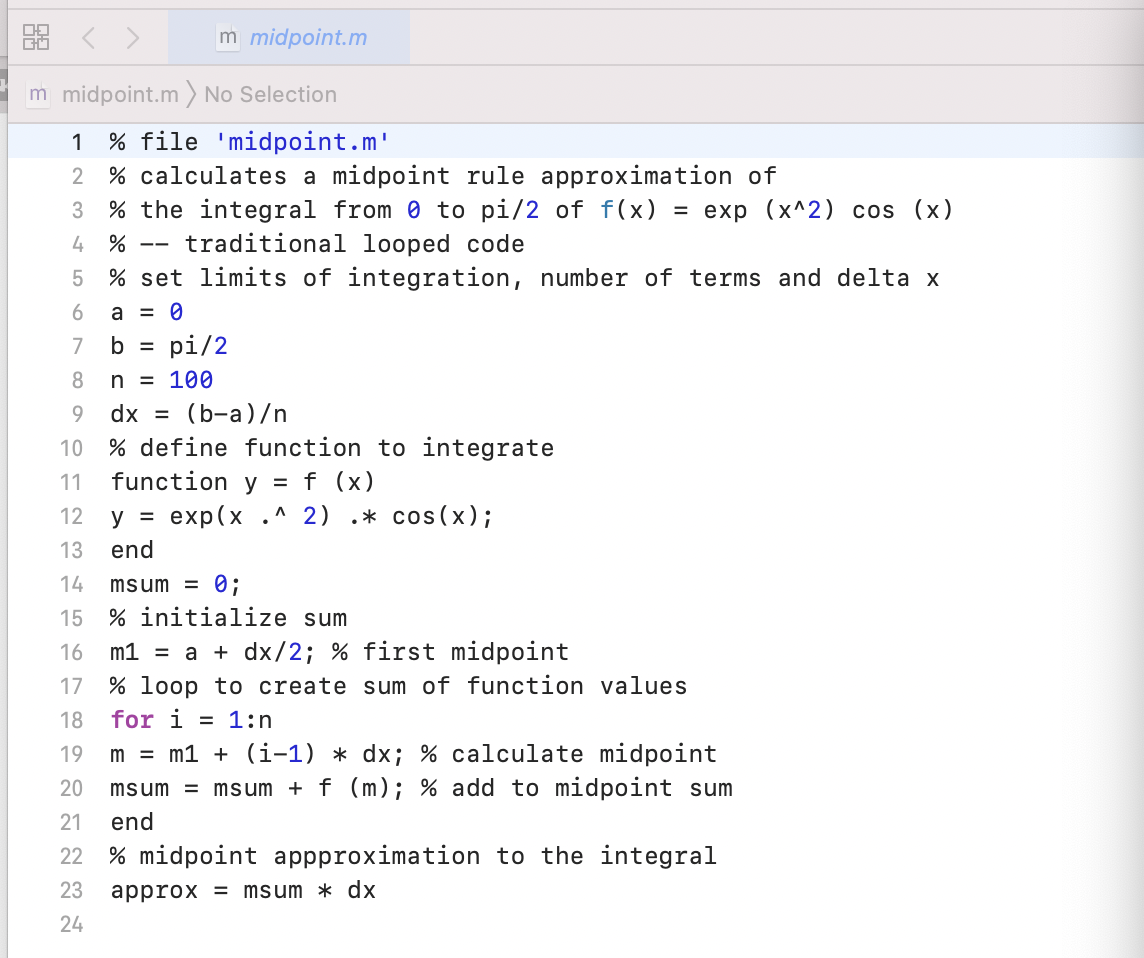 m midpoint.m
m midpoint.m 〉 No Selection
1 % file 'midpoint.m'
2 % calculates a midpoint rule approximation of
3 % the integral from 0 to pi/2 of f(x) = exp (x^2) cos (x)
4 % -- traditional looped code
5 % set limits of integration, number of terms and delta x
6 a = 0
7 b = pi/2
8 n = 100
9 dx = (b-a)/n
10 % define function to integrate
11 function y = f (x)
12 y = exp(x .^ 2) .* cos(x);
13 end
14 msum = 0;
15 % initialize sum
16 m1 = a + dx/2; % first midpoint
17 % loop to create sum of function values
18 for i = 1:n
19 m = m1 + (i-1) * dx; % calculate midpoint
20 msum = msum + f (m); % add to midpoint sum
21 end
22 % midpoint appproximation to the integral
23 approx = msum * dx
24